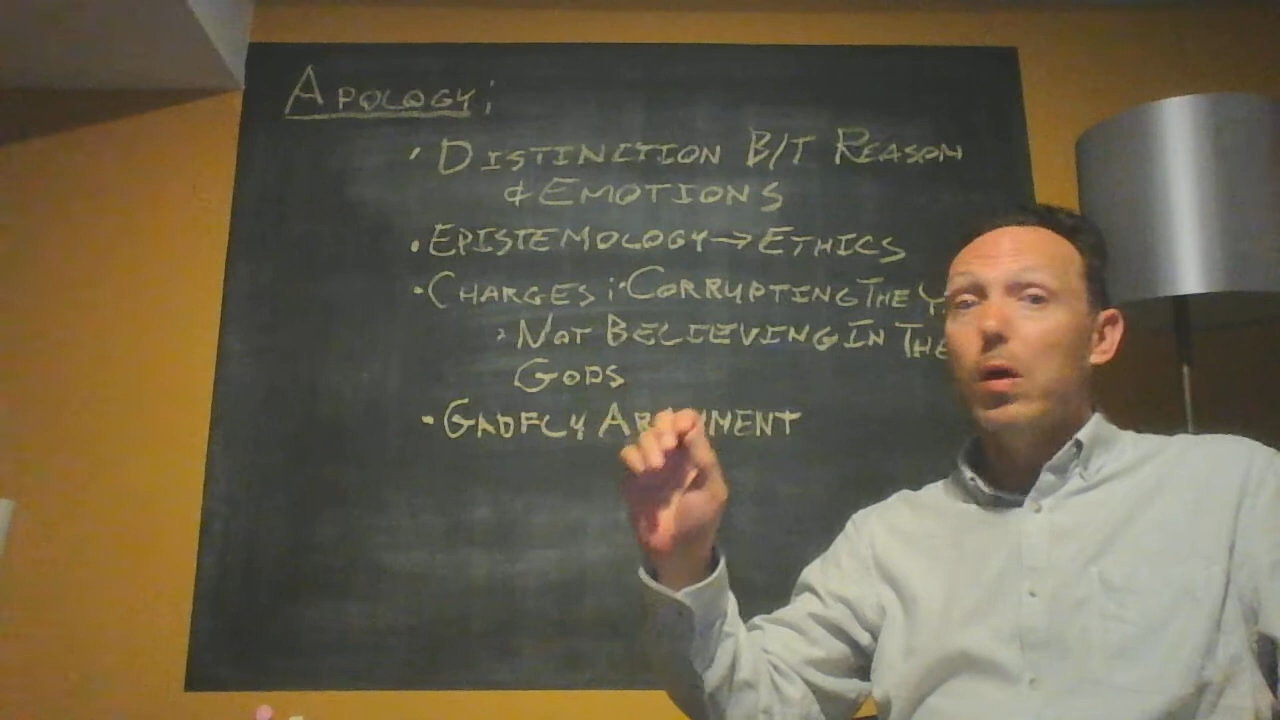 APOLOGY:
· DISTINCTION B/T REASON
& EMOTIONS
· EPISTEMOLOGY → ETHICS
· CHARGES: · CORRUPTING THE
· NOT BELIEVING IN THE
GODS
· GADFLY